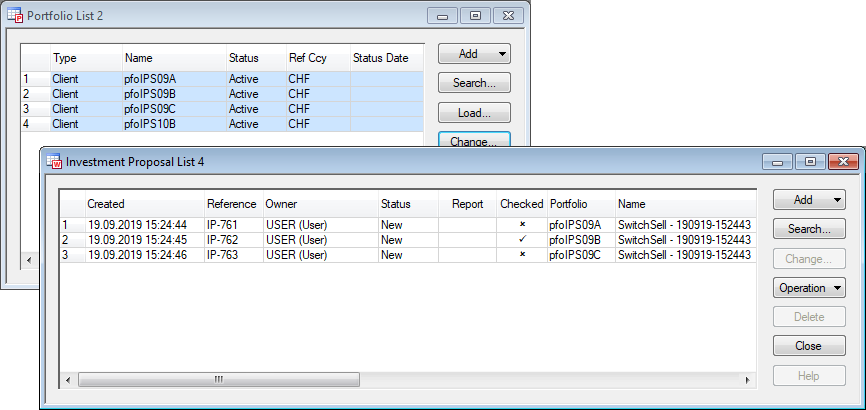 Portfolio List 2
Type Name Status Ref Ccy Status Date
1 Client pfoIPS09A Active CHF
2 Client pfoIPS09B Active CHF
3 Client pfoIPS09C Active CHF
4 Client pfoIPS10B Active CHF
Add
Search...
Load...
Change...
Investment Proposal List 4
Created Reference Owner Status Report Checked Portfolio Name
1 19.09.2019 15:24:44 IP-761 USER (User) New × pfoIPS09A SwitchSell - 190919-152443
2 19.09.2019 15:24:45 IP-762 USER (User) New ✓ pfoIPS09B SwitchSell - 190919-152443
3 19.09.2019 15:24:46 IP-763 USER (User) New × pfoIPS09C SwitchSell - 190919-152443
Add
Search...
Change...
Operation
Delete
Close
Help